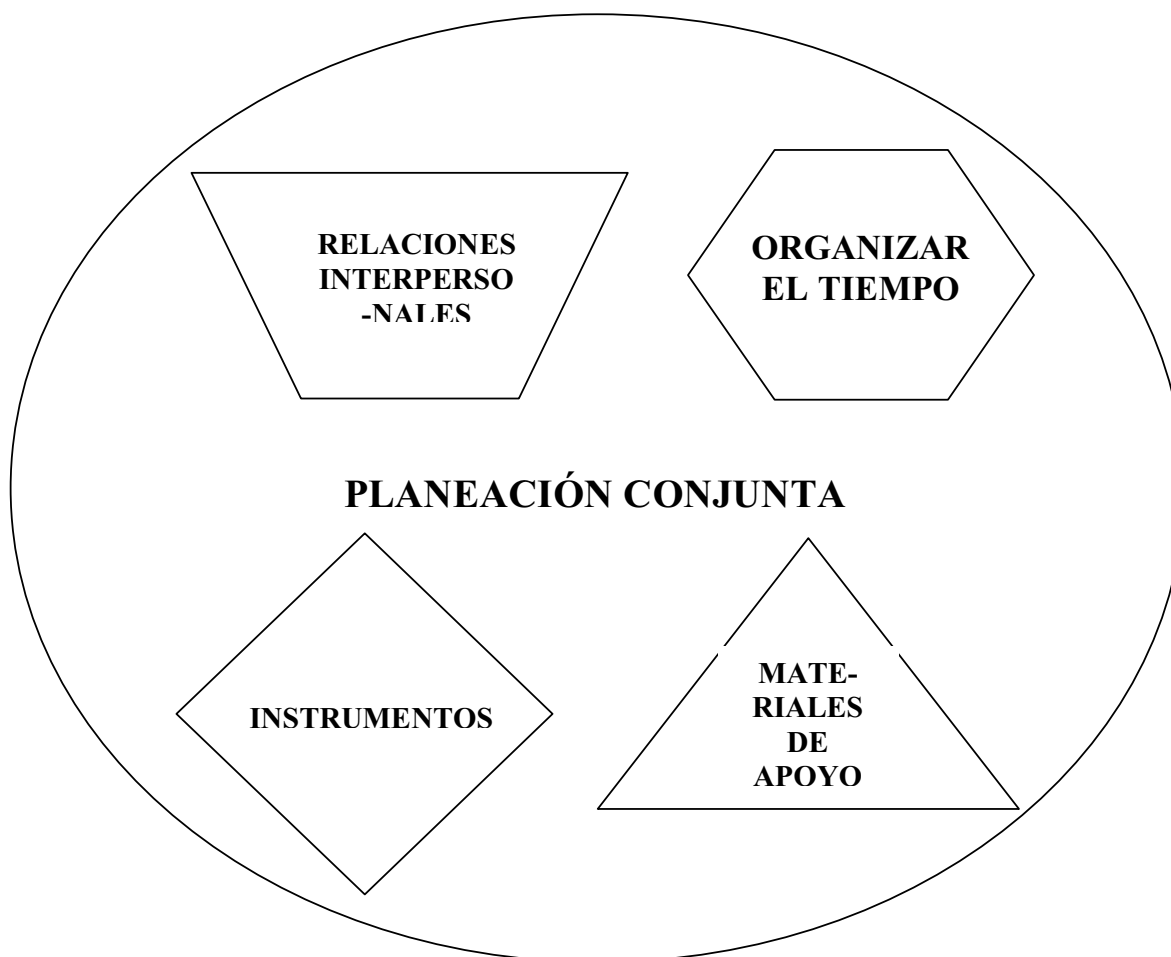 RELACIONES
INTERPERSO
-NALES
ORGANIZAR
EL TIEMPO
PLANEACIÓN CONJUNTA
INSTRUMENTOS
MATE-
RIALES
DE
APOYO